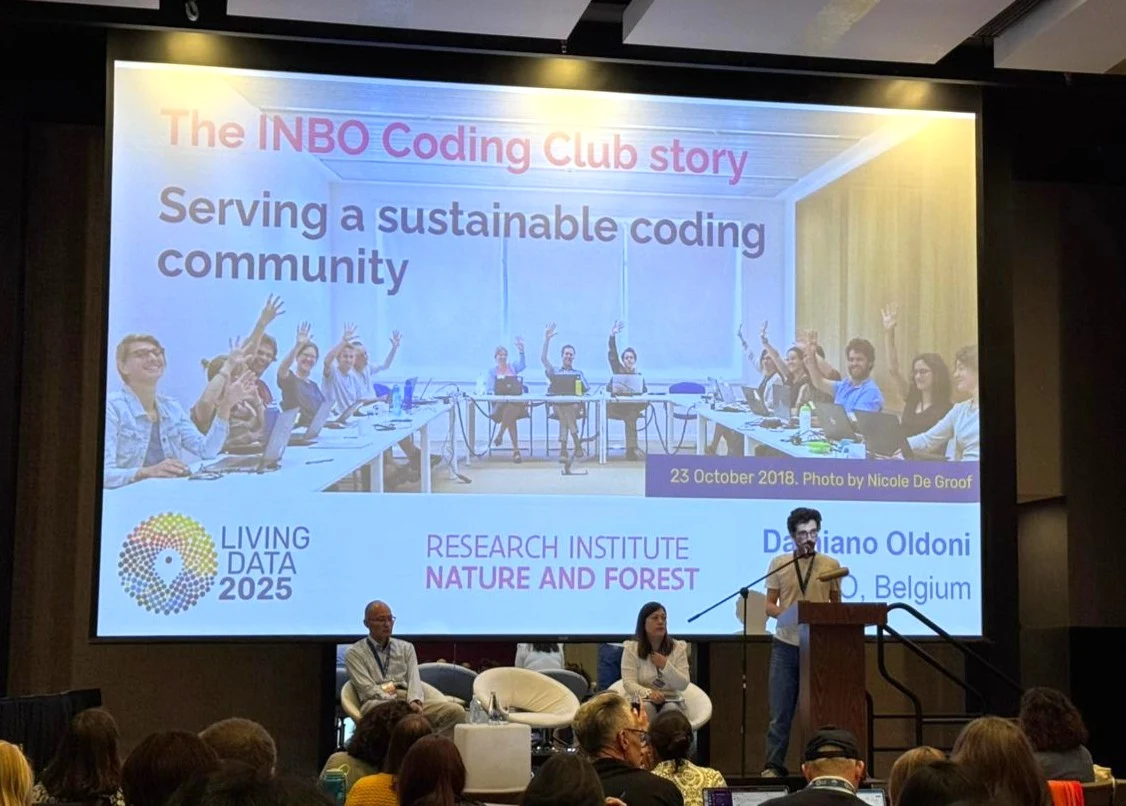 The INBO Coding Club story
Serving a sustainable coding
community
23 October 2018. Photo by Nicole De Groof
LIVING
DATA
2025
RESEARCH INSTITUTE
NATURE AND FOREST
Oldoni
Belgium